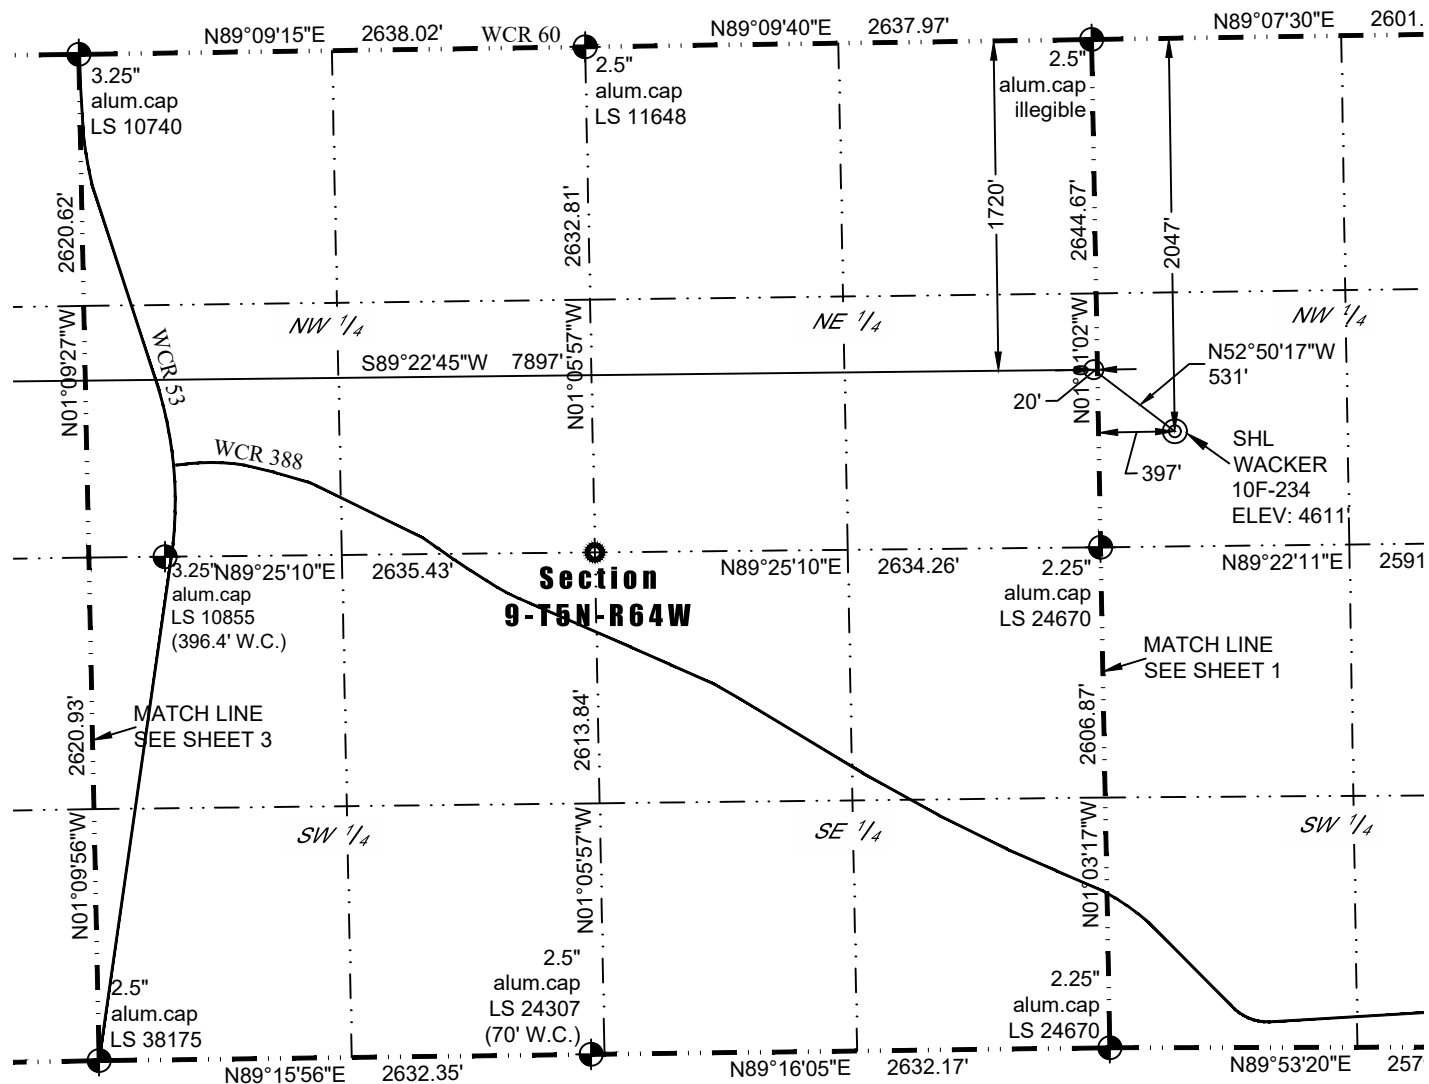 N89°09'15"E 2638.02' WCR 60 N89°09'40"E 2637.97' N89°07'30"E 2601.
3.25"
alum.cap
LS 10740
2.5"
alum.cap
LS 11648
2.5"
alum.cap
illegible
2620.62'
2632.81'
1720'
2644.67'
2047'
NW 1/4
NE 1/4
NW 1/4
N01°09'27"W
WCR 53
N01°05'57"W
S89°22'45"W 7897'
N52°50'17"W
531'
20'
WCR 388
397'
SHL
WACKER
10F-234
ELEV: 4611'
3.25"
alum.cap
LS 10855
(396.4' W.C.)
N89°25'10"E 2635.43'
Section
9-T5N-R64W
N89°25'10"E 2634.26'
2.25"
alum.cap
LS 24670
N89°22'11"E 2591
MATCH LINE
SEE SHEET 1
2620.93'
MATCH LINE
SEE SHEET 3
2613.84'
2606.87'
SW 1/4
SE 1/4
SW 1/4
N01°09'56"W
N01°05'57"W
N01°03'17"W
2.5"
alum.cap
LS 38175
2.5"
alum.cap
LS 24307
(70' W.C.)
2.25"
alum.cap
LS 24670
N89°15'56"E 2632.35' N89°16'05"E 2632.17' N89°53'20"E